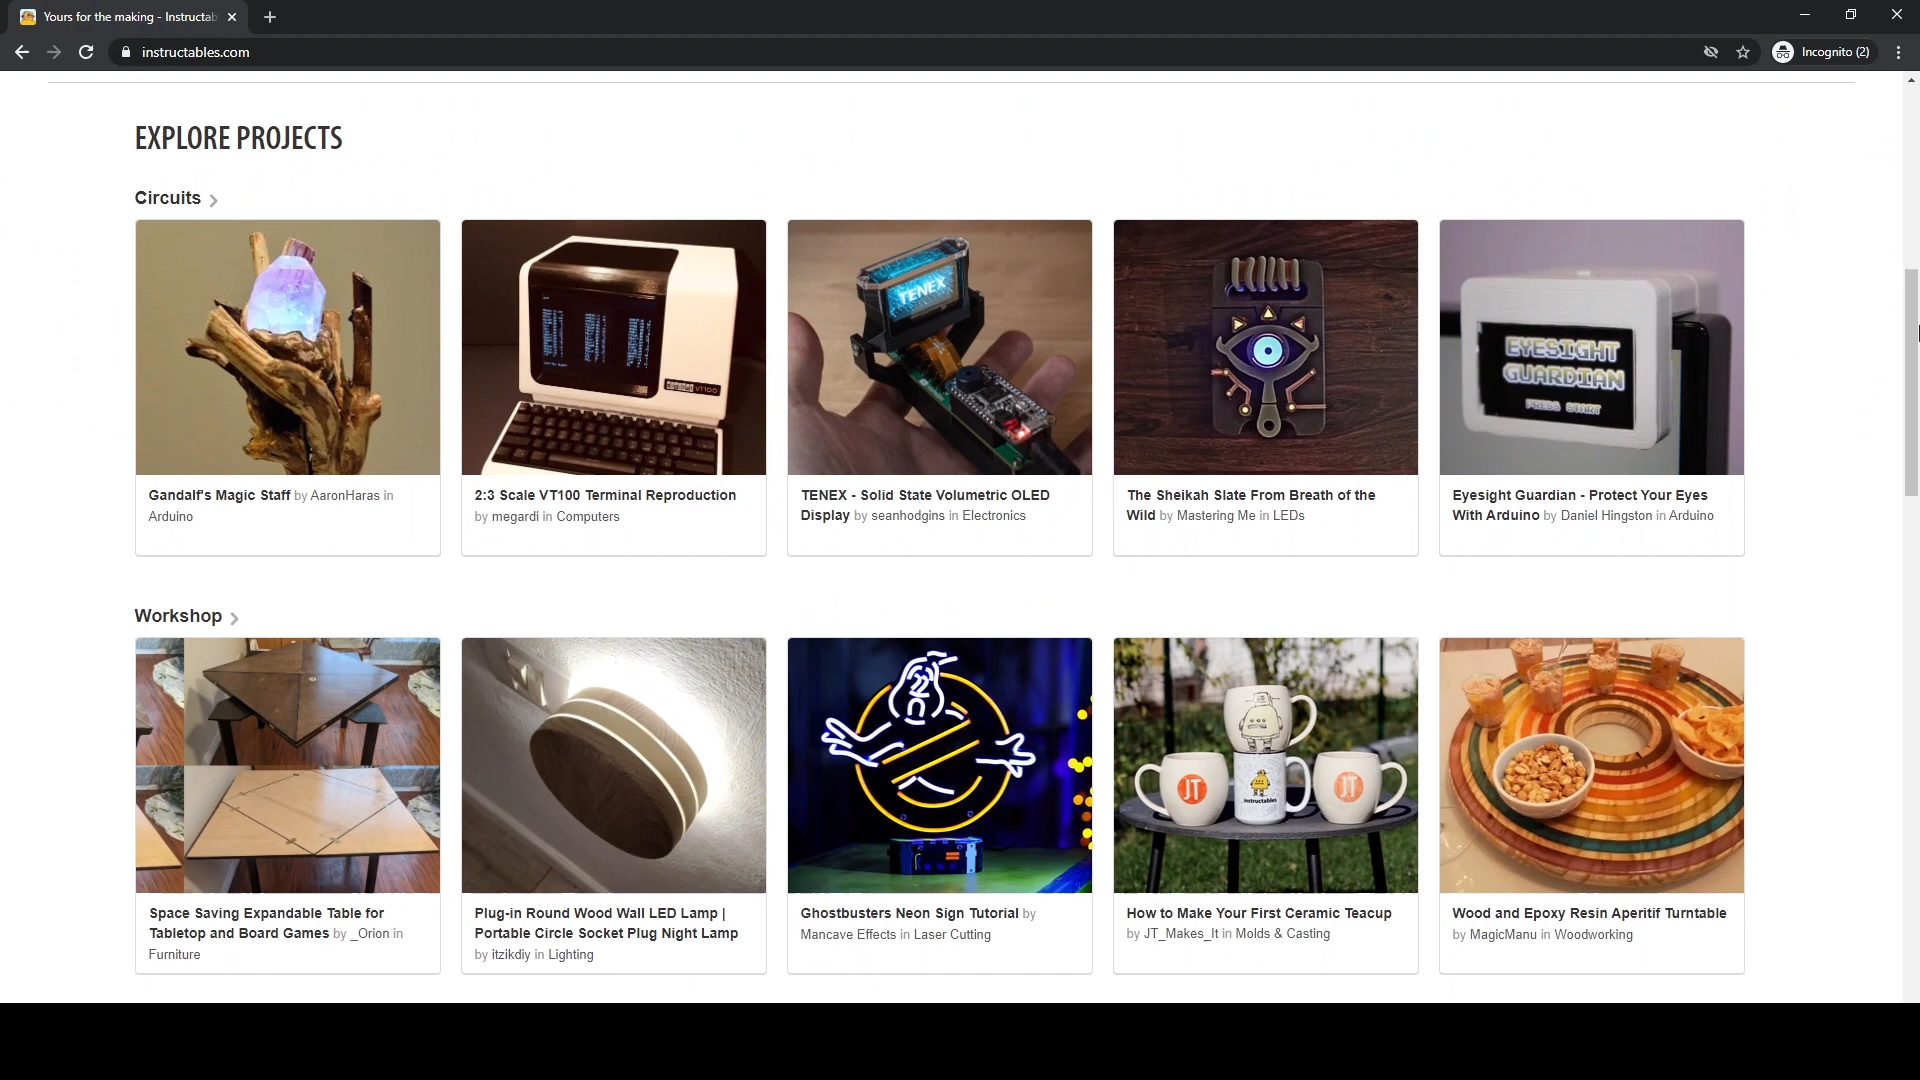 Yours for the making - Instructab
instructables.com
Incognito (2)
EXPLORE PROJECTS
Circuits
TENEX
digital VT100
EYESIGHT
GUARDIAN
PRESS START
Gandalf's Magic Staff by AaronHaras in
Arduino
2:3 Scale VT100 Terminal Reproduction
by megardi in Computers
TENEX - Solid State Volumetric OLED
Display by seanhodgins in Electronics
The Sheikah Slate From Breath of the
Wild by Mastering Me in LEDs
Eyesight Guardian - Protect Your Eyes
With Arduino by Daniel Hingston in Arduino
Workshop
JT
instructables
JT
Space Saving Expandable Table for
Tabletop and Board Games by _Orion in
Furniture
Plug-in Round Wood Wall LED Lamp |
Portable Circle Socket Plug Night Lamp
by itzikdiy in Lighting
Ghostbusters Neon Sign Tutorial by
Mancave Effects in Laser Cutting
How to Make Your First Ceramic Teacup
by JT_Makes_It in Molds & Casting
Wood and Epoxy Resin Aperitif Turntable
by MagicManu in Woodworking